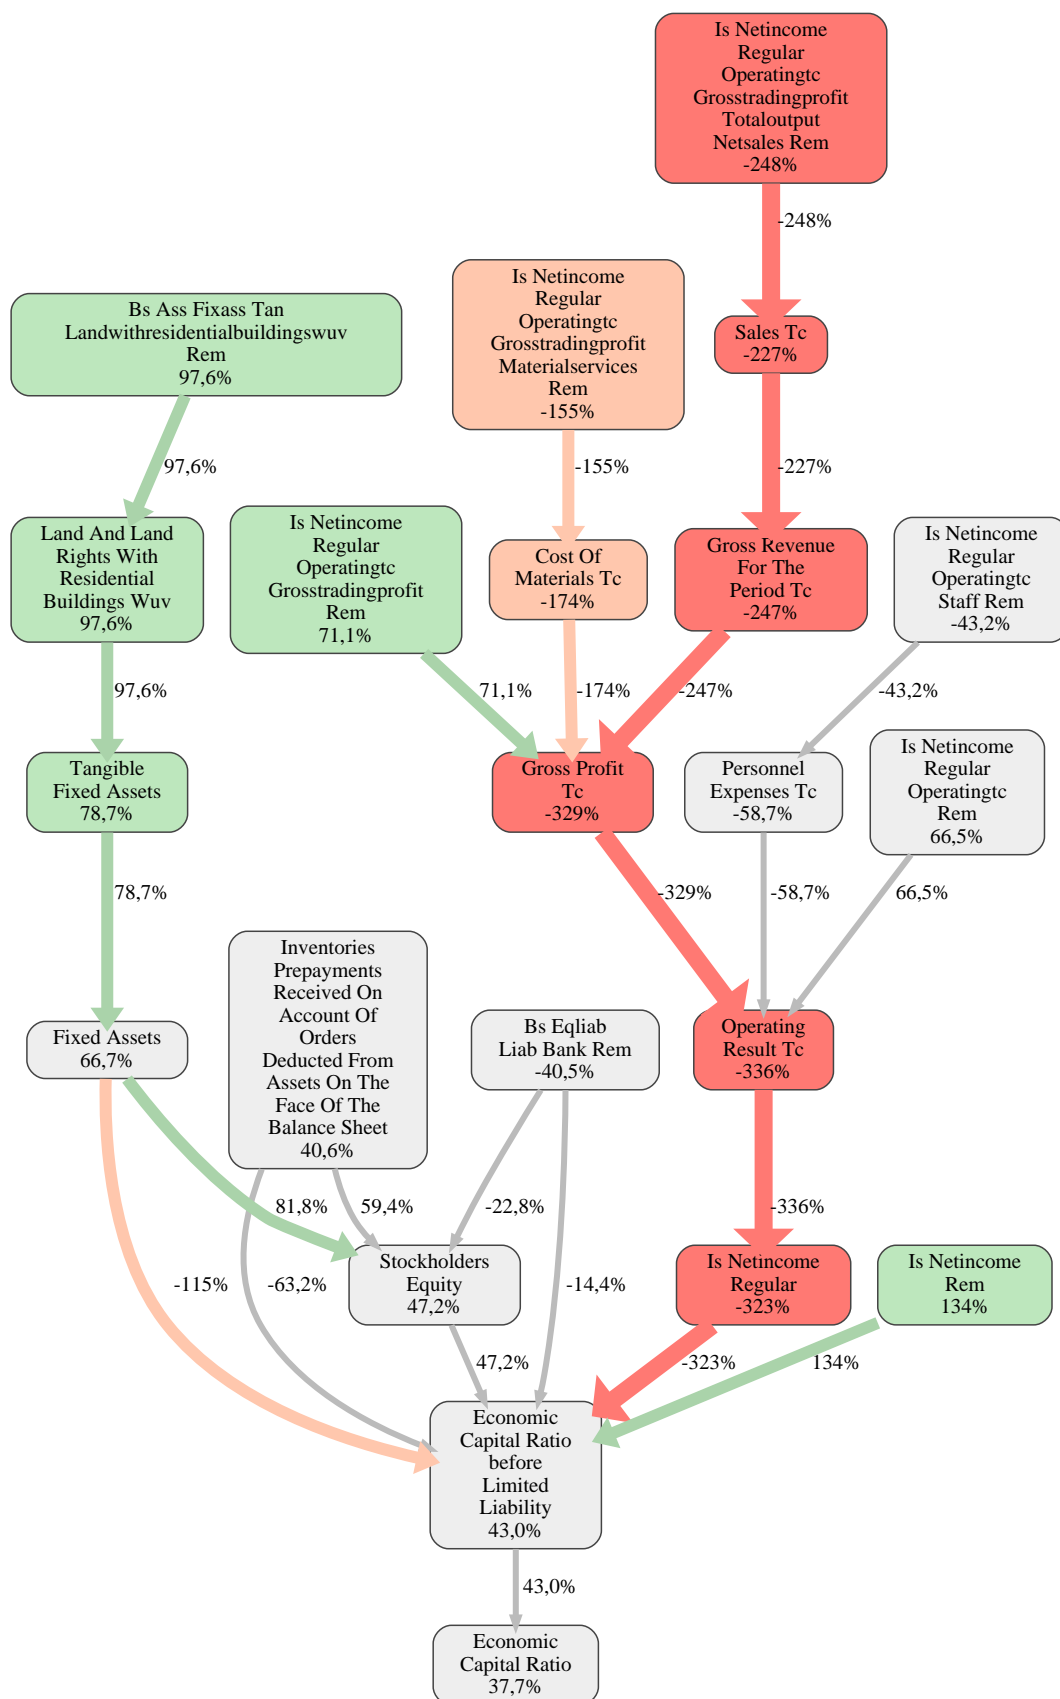 Is Netincome
Regular
Operatingtc
Grosstradingprofit
Totaloutput
Netsales Rem
-248%
-248%
Bs Ass Fixass Tan
Landwithresidentialbuildingswuv
Rem
97,6%
Is Netincome
Regular
Operatingtc
Grosstradingprofit
Materialservices
Rem
-155%
Sales Tc
-227%
97,6%
-155%
-227%
Land And Land
Rights With
Residential
Buildings Wuv
97,6%
Is Netincome
Regular
Operatingtc
Grosstradingprofit
Rem
71,1%
Cost Of
Materials Tc
-174%
Gross Revenue
For The
Period Tc
-247%
Is Netincome
Regular
Operatingtc
Staff Rem
-43,2%
97,6%
71,1%
-174%
-247%
-43,2%
Tangible
Fixed Assets
78,7%
Gross Profit
Tc
-329%
Personnel
Expenses Tc
-58,7%
Is Netincome
Regular
Operatingtc
Rem
66,5%
78,7%
-329%
-58,7%
66,5%
Fixed Assets
66,7%
Inventories
Prepayments
Received On
Account Of
Orders
Deducted From
Assets On The
Face Of The
Balance Sheet
40,6%
Bs Eqliab
Liab Bank Rem
-40,5%
Operating
Result Tc
-336%
81,8%
59,4%
-22,8%
-336%
-115%
-63,2%
Stockholders
Equity
47,2%
-14,4%
Is Netincome
Regular
-323%
Is Netincome
Rem
134%
47,2%
-323%
134%
Economic
Capital Ratio
before
Limited
Liability
43,0%
43,0%
Economic
Capital Ratio
37,7%